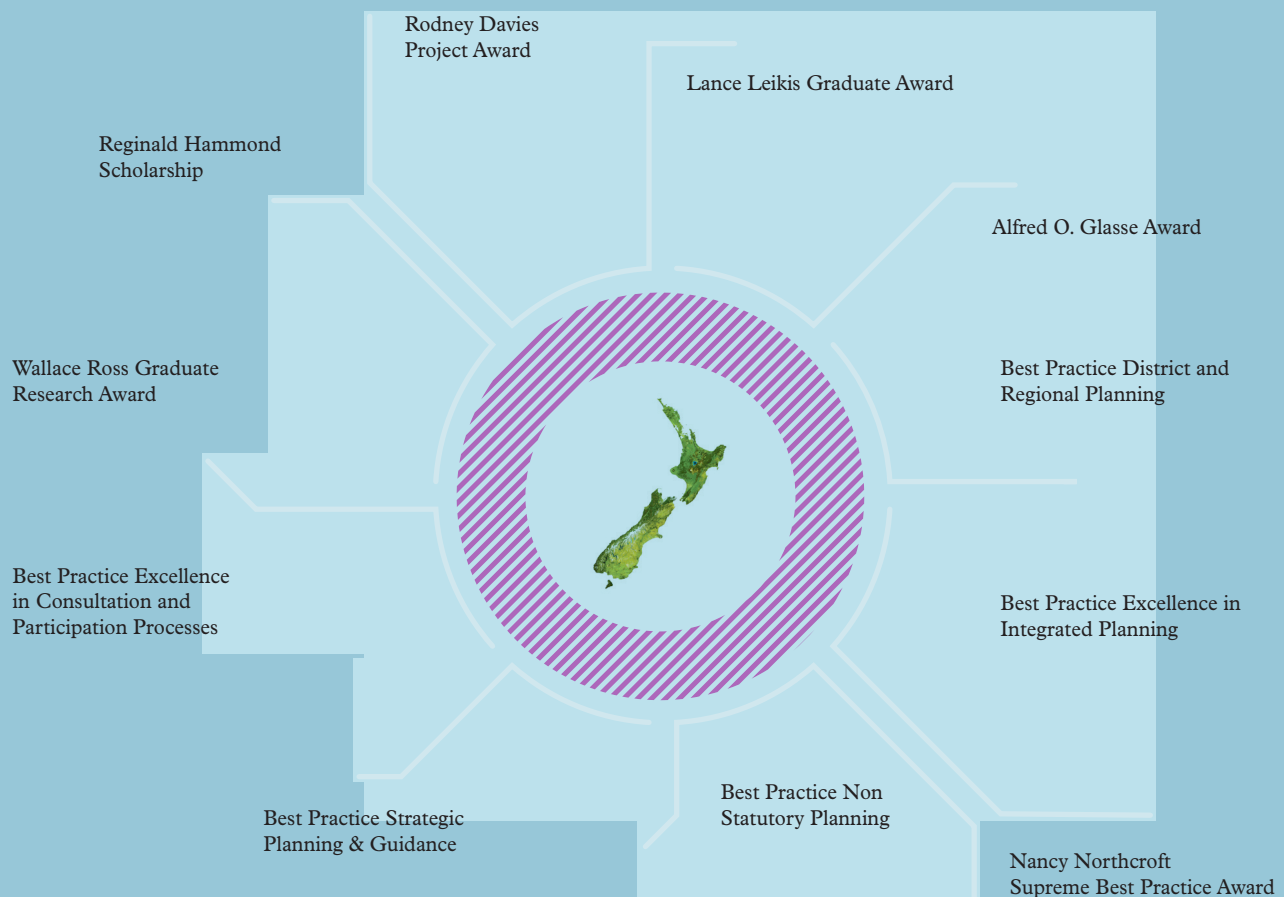 Rodney Davies
Project Award
Lance Leikis Graduate Award
Reginald Hammond
Scholarship
Alfred O. Glasse Award
Wallace Ross Graduate
Research Award
Best Practice District and
Regional Planning
Best Practice Excellence
in Consultation and
Participation Processes
Best Practice Excellence in
Integrated Planning
Best Practice Strategic
Planning & Guidance
Best Practice Non
Statutory Planning
Nancy Northcroft
Supreme Best Practice Award